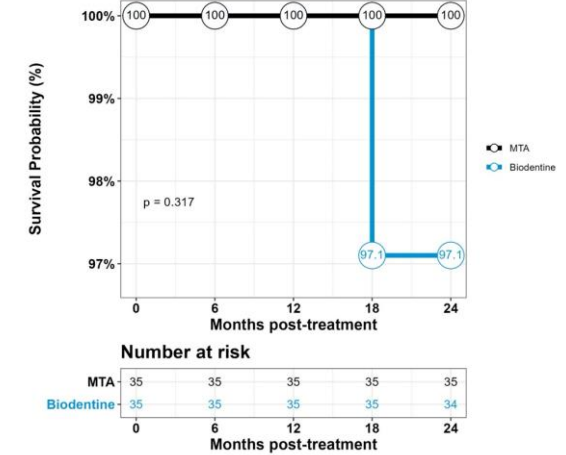 100%
99%
98%
97%
Survival Probability (%)
100 100 100 100 100
p = 0.317
97.1 97.1
0 6 12 18 24
Months post-treatment
MTA
Biodentine
Number at risk
MTA 35 35 35 35 35
Biodentine 35 35 35 35 34
0 6 12 18 24
Months post-treatment